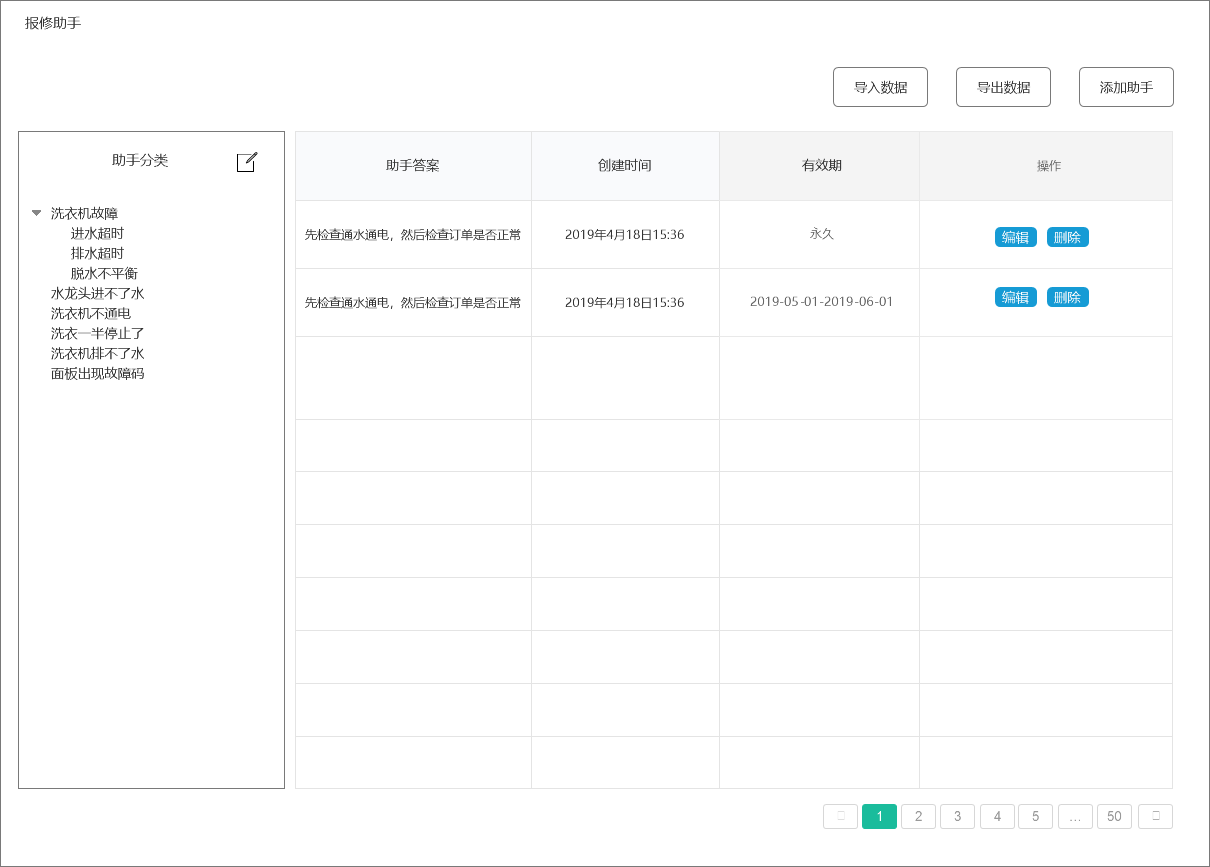 报修助手
导入数据
导出数据
添加助手
助手分类
洗衣机故障
进水超时
排水超时
脱水不平衡
水龙头进不了水
洗衣机不通电
洗衣一半停止了
洗衣机排不了水
面板出现故障码
助手答案 创建时间 有效期 操作
先检查通水通电，然后检查订单是否正常 2019年4月18日15:36 永久 编辑 删除
先检查通水通电，然后检查订单是否正常 2019年4月18日15:36 2019-05-01-2019-06-01 编辑 删除
1 2 3 4 5 ... 50